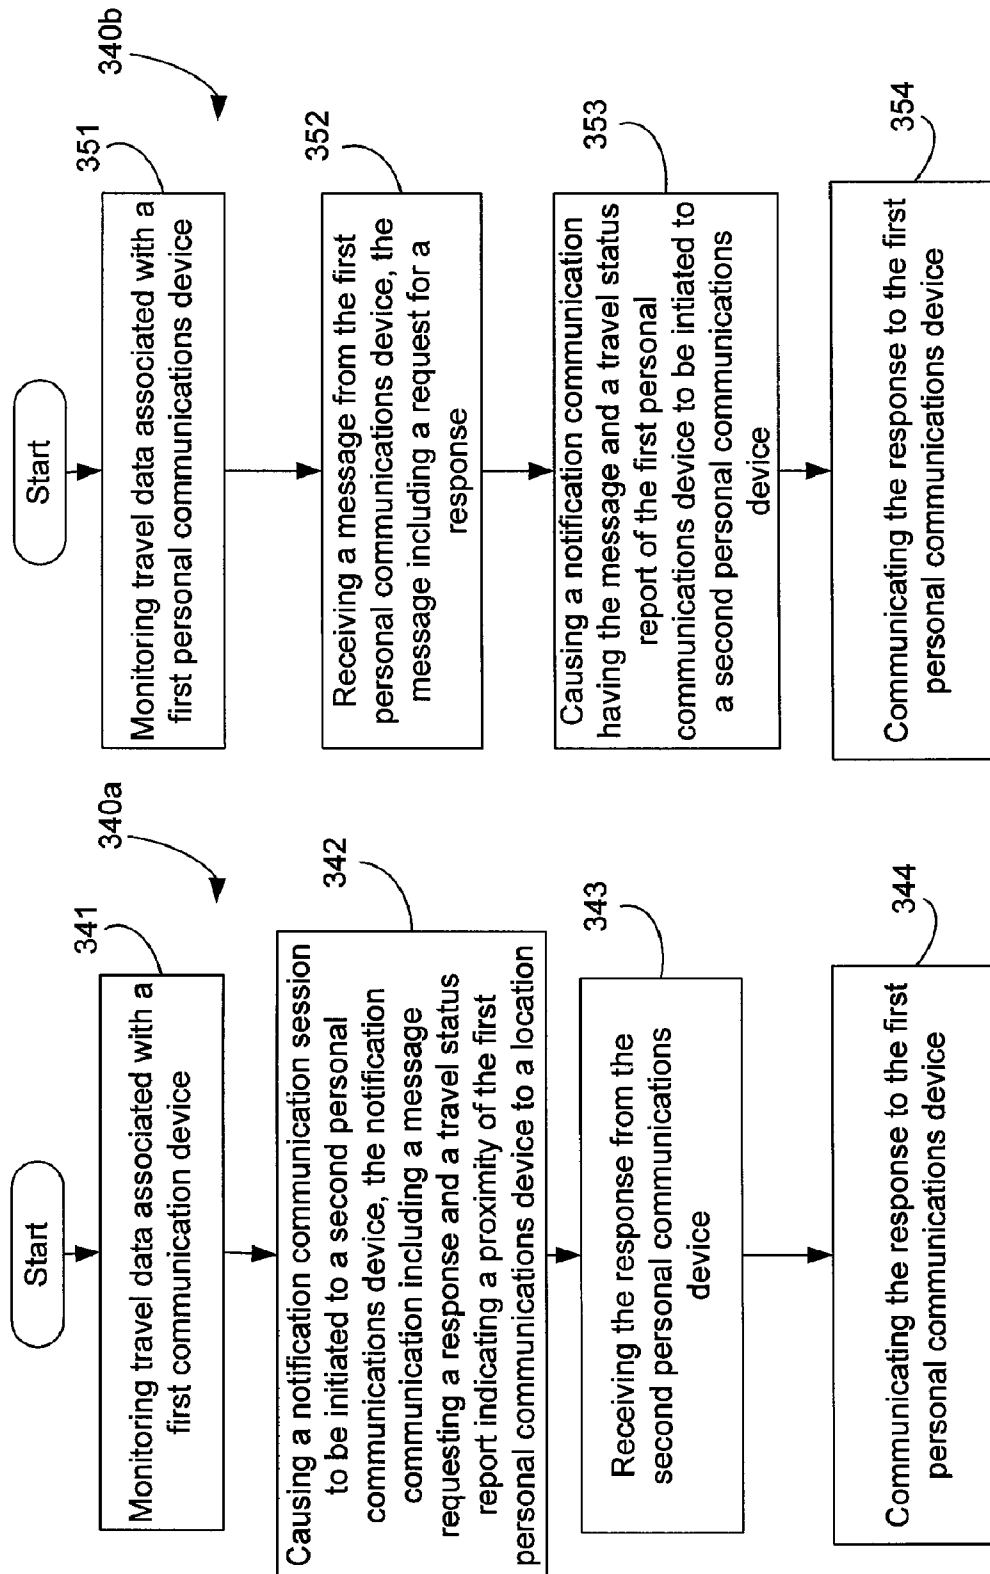 Start
340a
341
Monitoring travel data associated with a
first communication device
342
Causing a notification communication session
to be initiated to a second personal
communications device, the notification
communication including a message
requesting a response and a travel status
report indicating a proximity of the first
personal communications device to a location
343
Receiving the response from the
second personal communications
device
344
Communicating the response to the first
personal communications device
Start
340b
351
Monitoring travel data associated with a
first personal communications device
352
Receiving a message from the first
personal communications device, the
message including a request for a
response
353
Causing a notification communication
having the message and a travel status
report of the first personal
communications device to be intiated to
a second personal communications
device
354
Communicating the response to the first
personal communications device